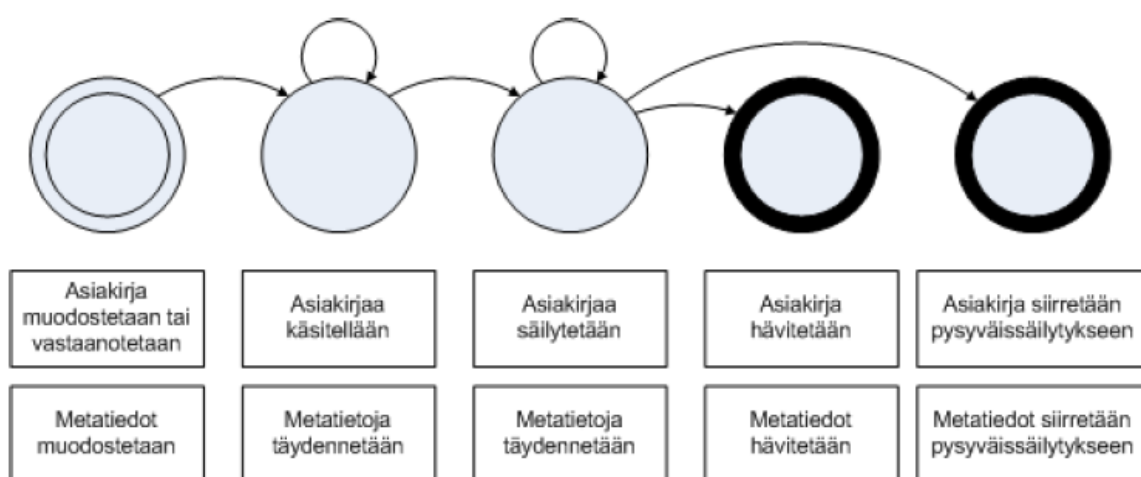 Asiakirja
muodostetaan tai
vastaanotetaan
Asiakirjaa
käsitellään
Asiakirjaa
säilytetään
Asiakirja
hävitetään
Asiakirja siirretään
pysyväissäilytykseen
Metatiedot
muodostetaan
Metatietoja
täydennetään
Metatietoja
täydennetään
Metatiedot
hävitetään
Metatiedot siirretään
pysyväissäilytykseen